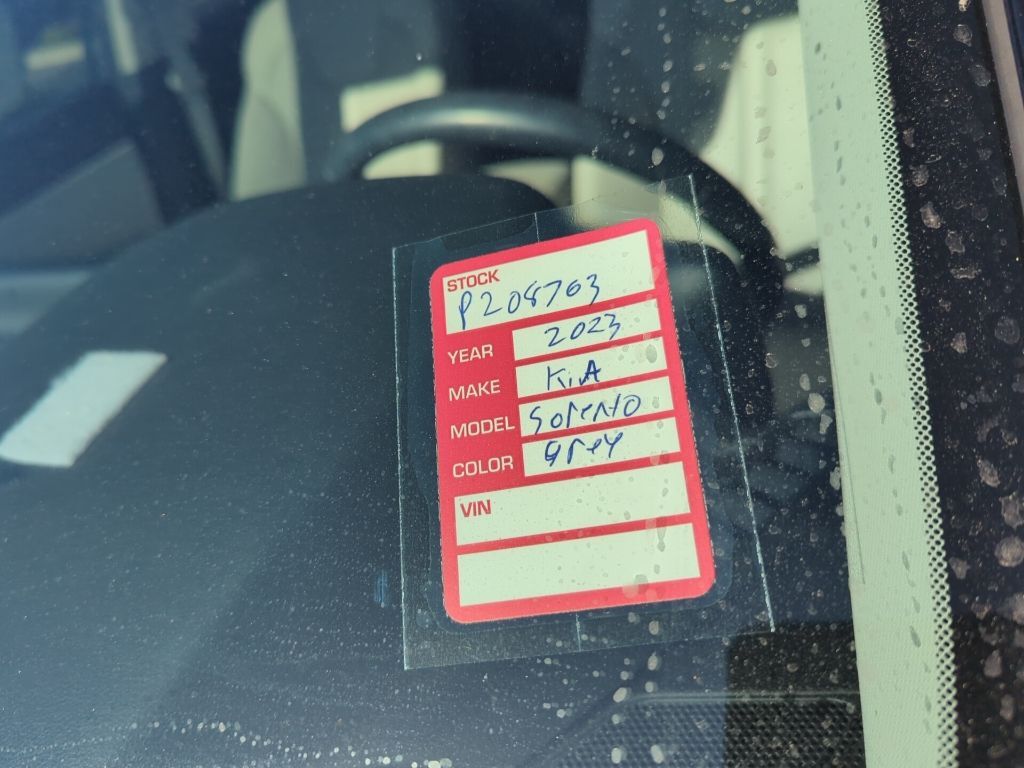 STOCK
P208763
YEAR 2023
MAKE KiA
MODEL Sorento
COLOR Grey
VIN